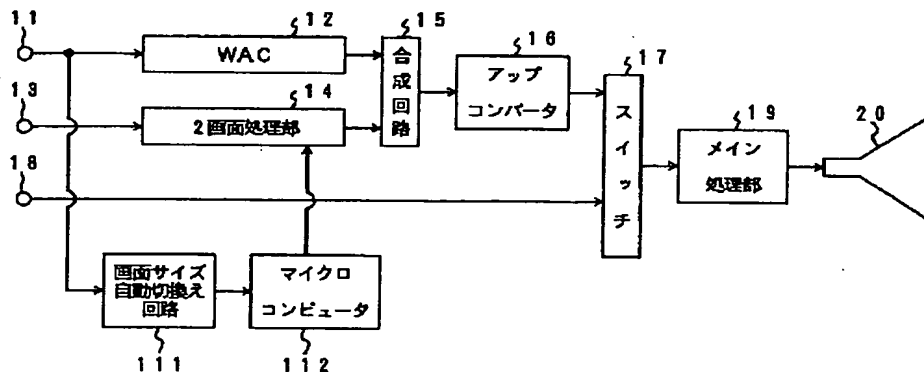 11
12
WAC
15
合成回路
16
アップ
コンバータ
17
スイッチ
13
14
2画面処理部
19
メイン
処理部
20
18
画面サイズ
自動切換え
回路
マイクロ
コンピュータ
111
112